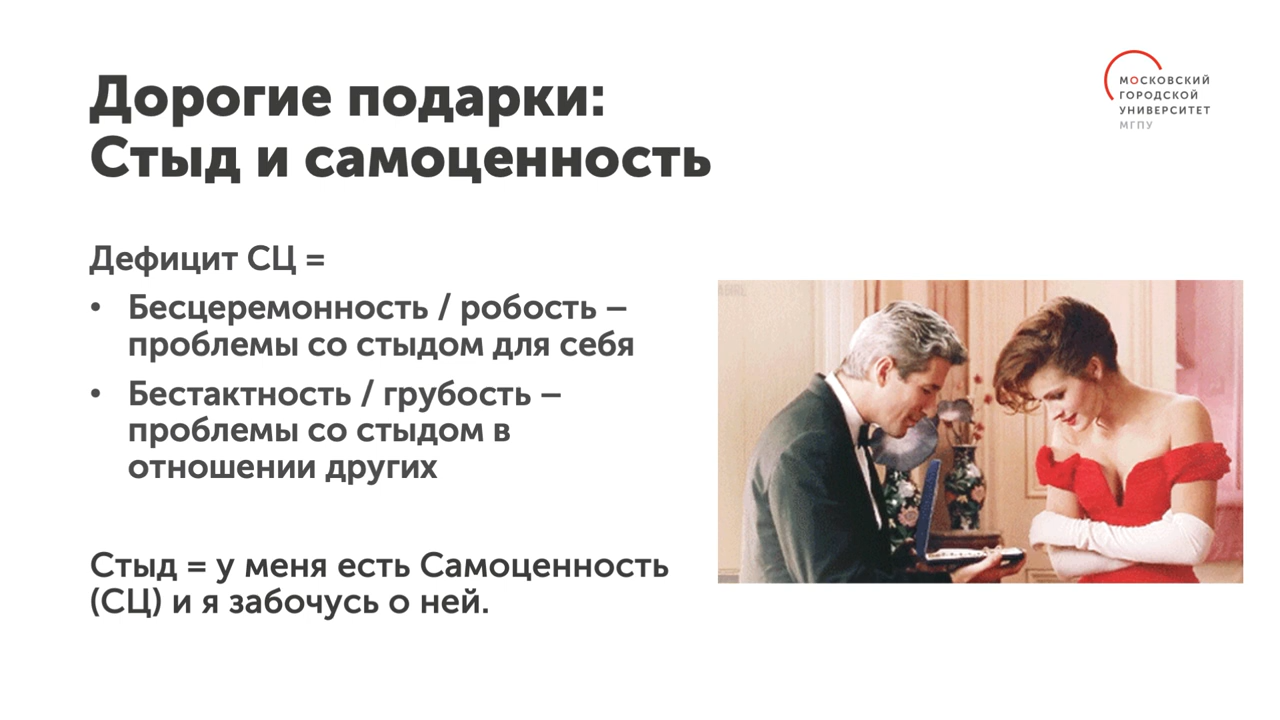 Дорогие подарки:
Стыд и самоценность
МОСКОВСКИЙ
ГОРОДСКОЙ
УНИВЕРСИТЕТ
МГПУ
Дефицит СЦ =
• Бесцеремонность / робость –
проблемы со стыдом для себя
• Бестактность / грубость –
проблемы со стыдом в
отношении других
Стыд = у меня есть Самоценность
(СЦ) и я забочусь о ней.